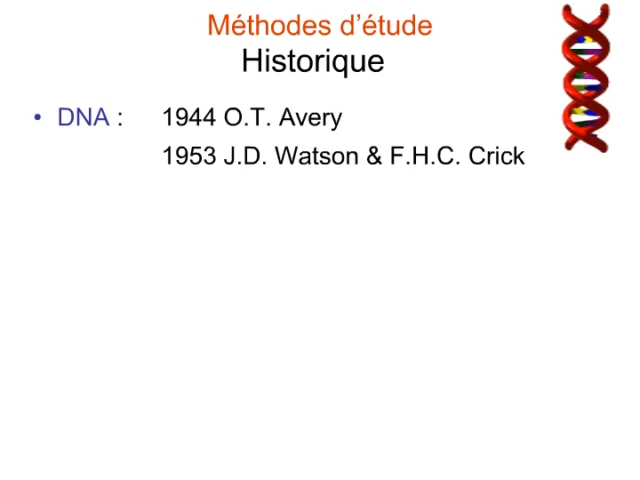 Méthodes d’étude
Historique
• DNA : 1944 O.T. Avery
1953 J.D. Watson & F.H.C. Crick